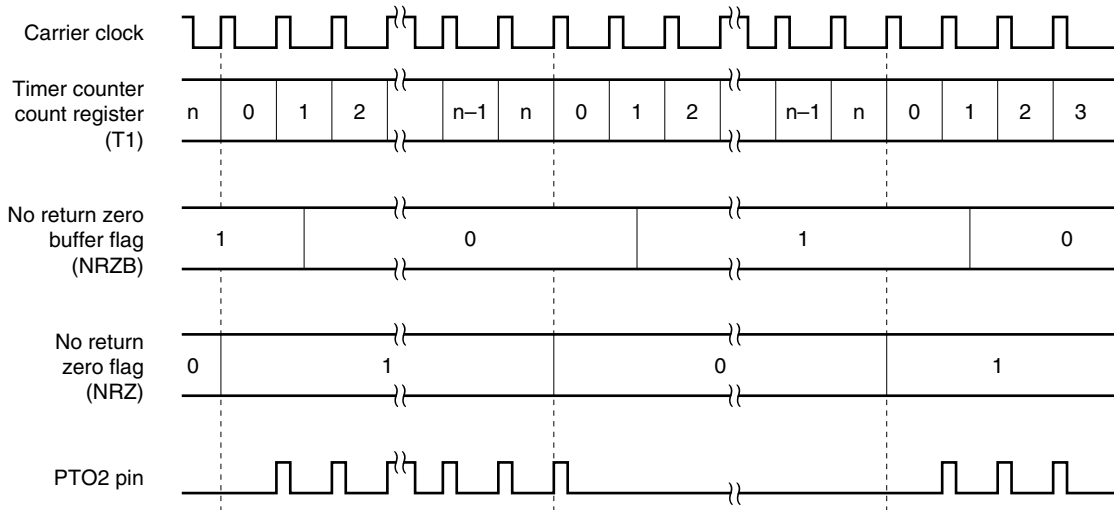 Carrier clock
Timer counter
count register
(T1)
n 0 1 2 n-1 n 0 1 2 n–1 n 0 1 2 3
No return zero
buffer flag
(NRZB)
1 0 1 0
No return
zero flag
(NRZ)
0 1 0 1
PTO2 pin